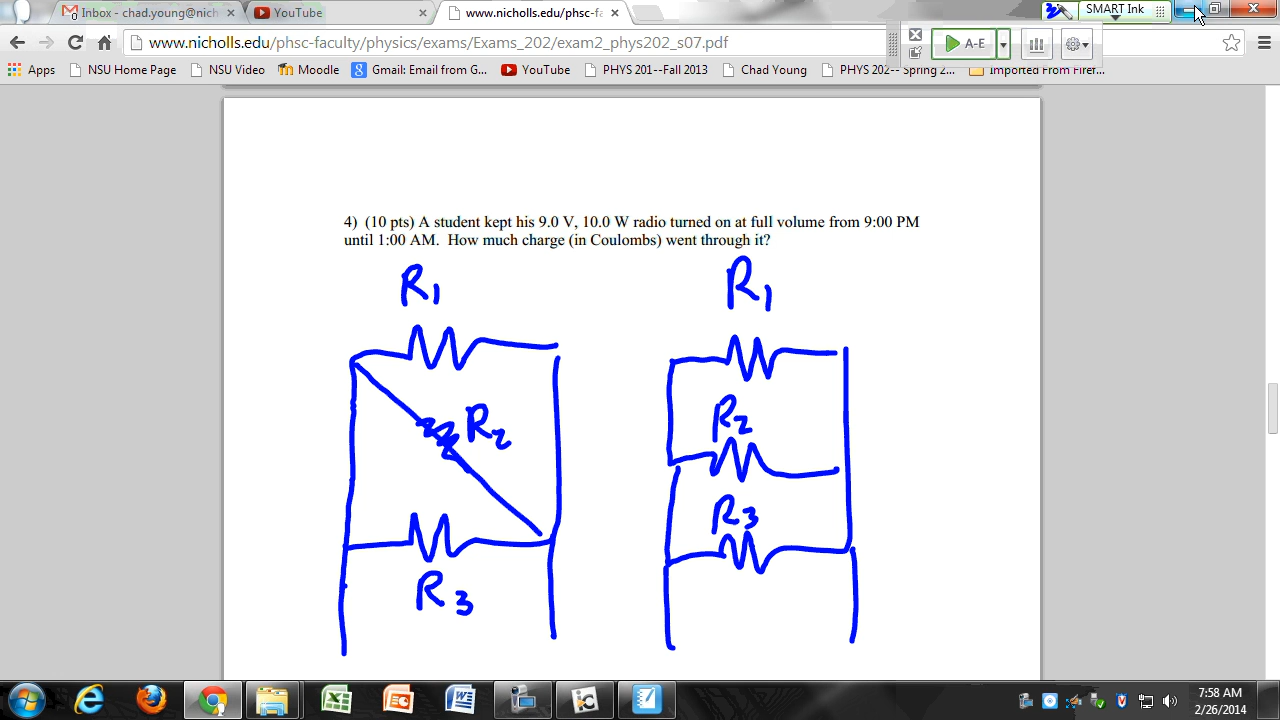 Inbox - chad.young@nich
YouTube
www.nicholls.edu/phsc-fa
SMART Ink
www.nicholls.edu/phsc-faculty/physics/exams/Exams_202/exam2_phys202_s07.pdf
A-E
Apps NSU Home Page NSU Video Moodle Gmail: Email from G... YouTube PHYS 201--Fall 2013 Chad Young PHYS 202-- Spring 2... Imported From Firef...
4) (10 pts) A student kept his 9.0 V, 10.0 W radio turned on at full volume from 9:00 PM
until 1:00 AM. How much charge (in Coulombs) went through it?
R1 R1
R2 R2
R3
R3
7:58 AM
2/26/2014